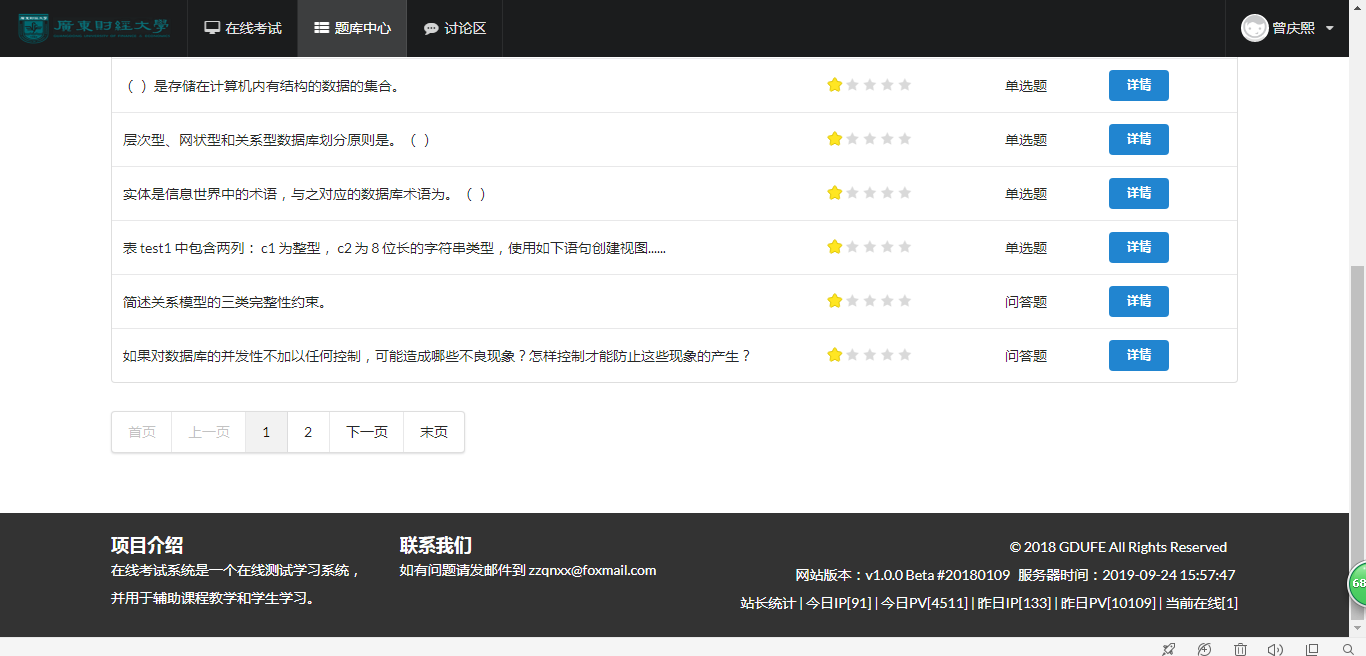 廣東财经大學 在线考试 题库中心 讨论区 曾庆熙
（ ）是存储在计算机内有结构的数据的集合。 单选题 详情
层次型、网状型和关系型数据库划分原则是。（ ） 单选题 详情
实体是信息世界中的术语，与之对应的数据库术语为。（ ） 单选题 详情
表 test1 中包含两列： c1 为整型， c2 为 8 位长的字符串类型，使用如下语句创建视图...... 单选题 详情
简述关系模型的三类完整性约束。 问答题 详情
如果对数据库的并发性不加以任何控制，可能造成哪些不良现象？怎样控制才能防止这些现象的产生？ 问答题 详情
首页 上一页 1 2 下一页 末页
项目介绍
在线考试系统是一个在线测试学习系统，
并用于辅助课程教学和学生学习。
联系我们
如有问题请发邮件到 zzqnxx@foxmail.com
© 2018 GDUFE All Rights Reserved
网站版本：v1.0.0 Beta #20180109 服务器时间：2019-09-24 15:57:47
站长统计 | 今日IP[91] | 今日PV[4511] | 昨日IP[133] | 昨日PV[10109] | 当前在线[1]
68